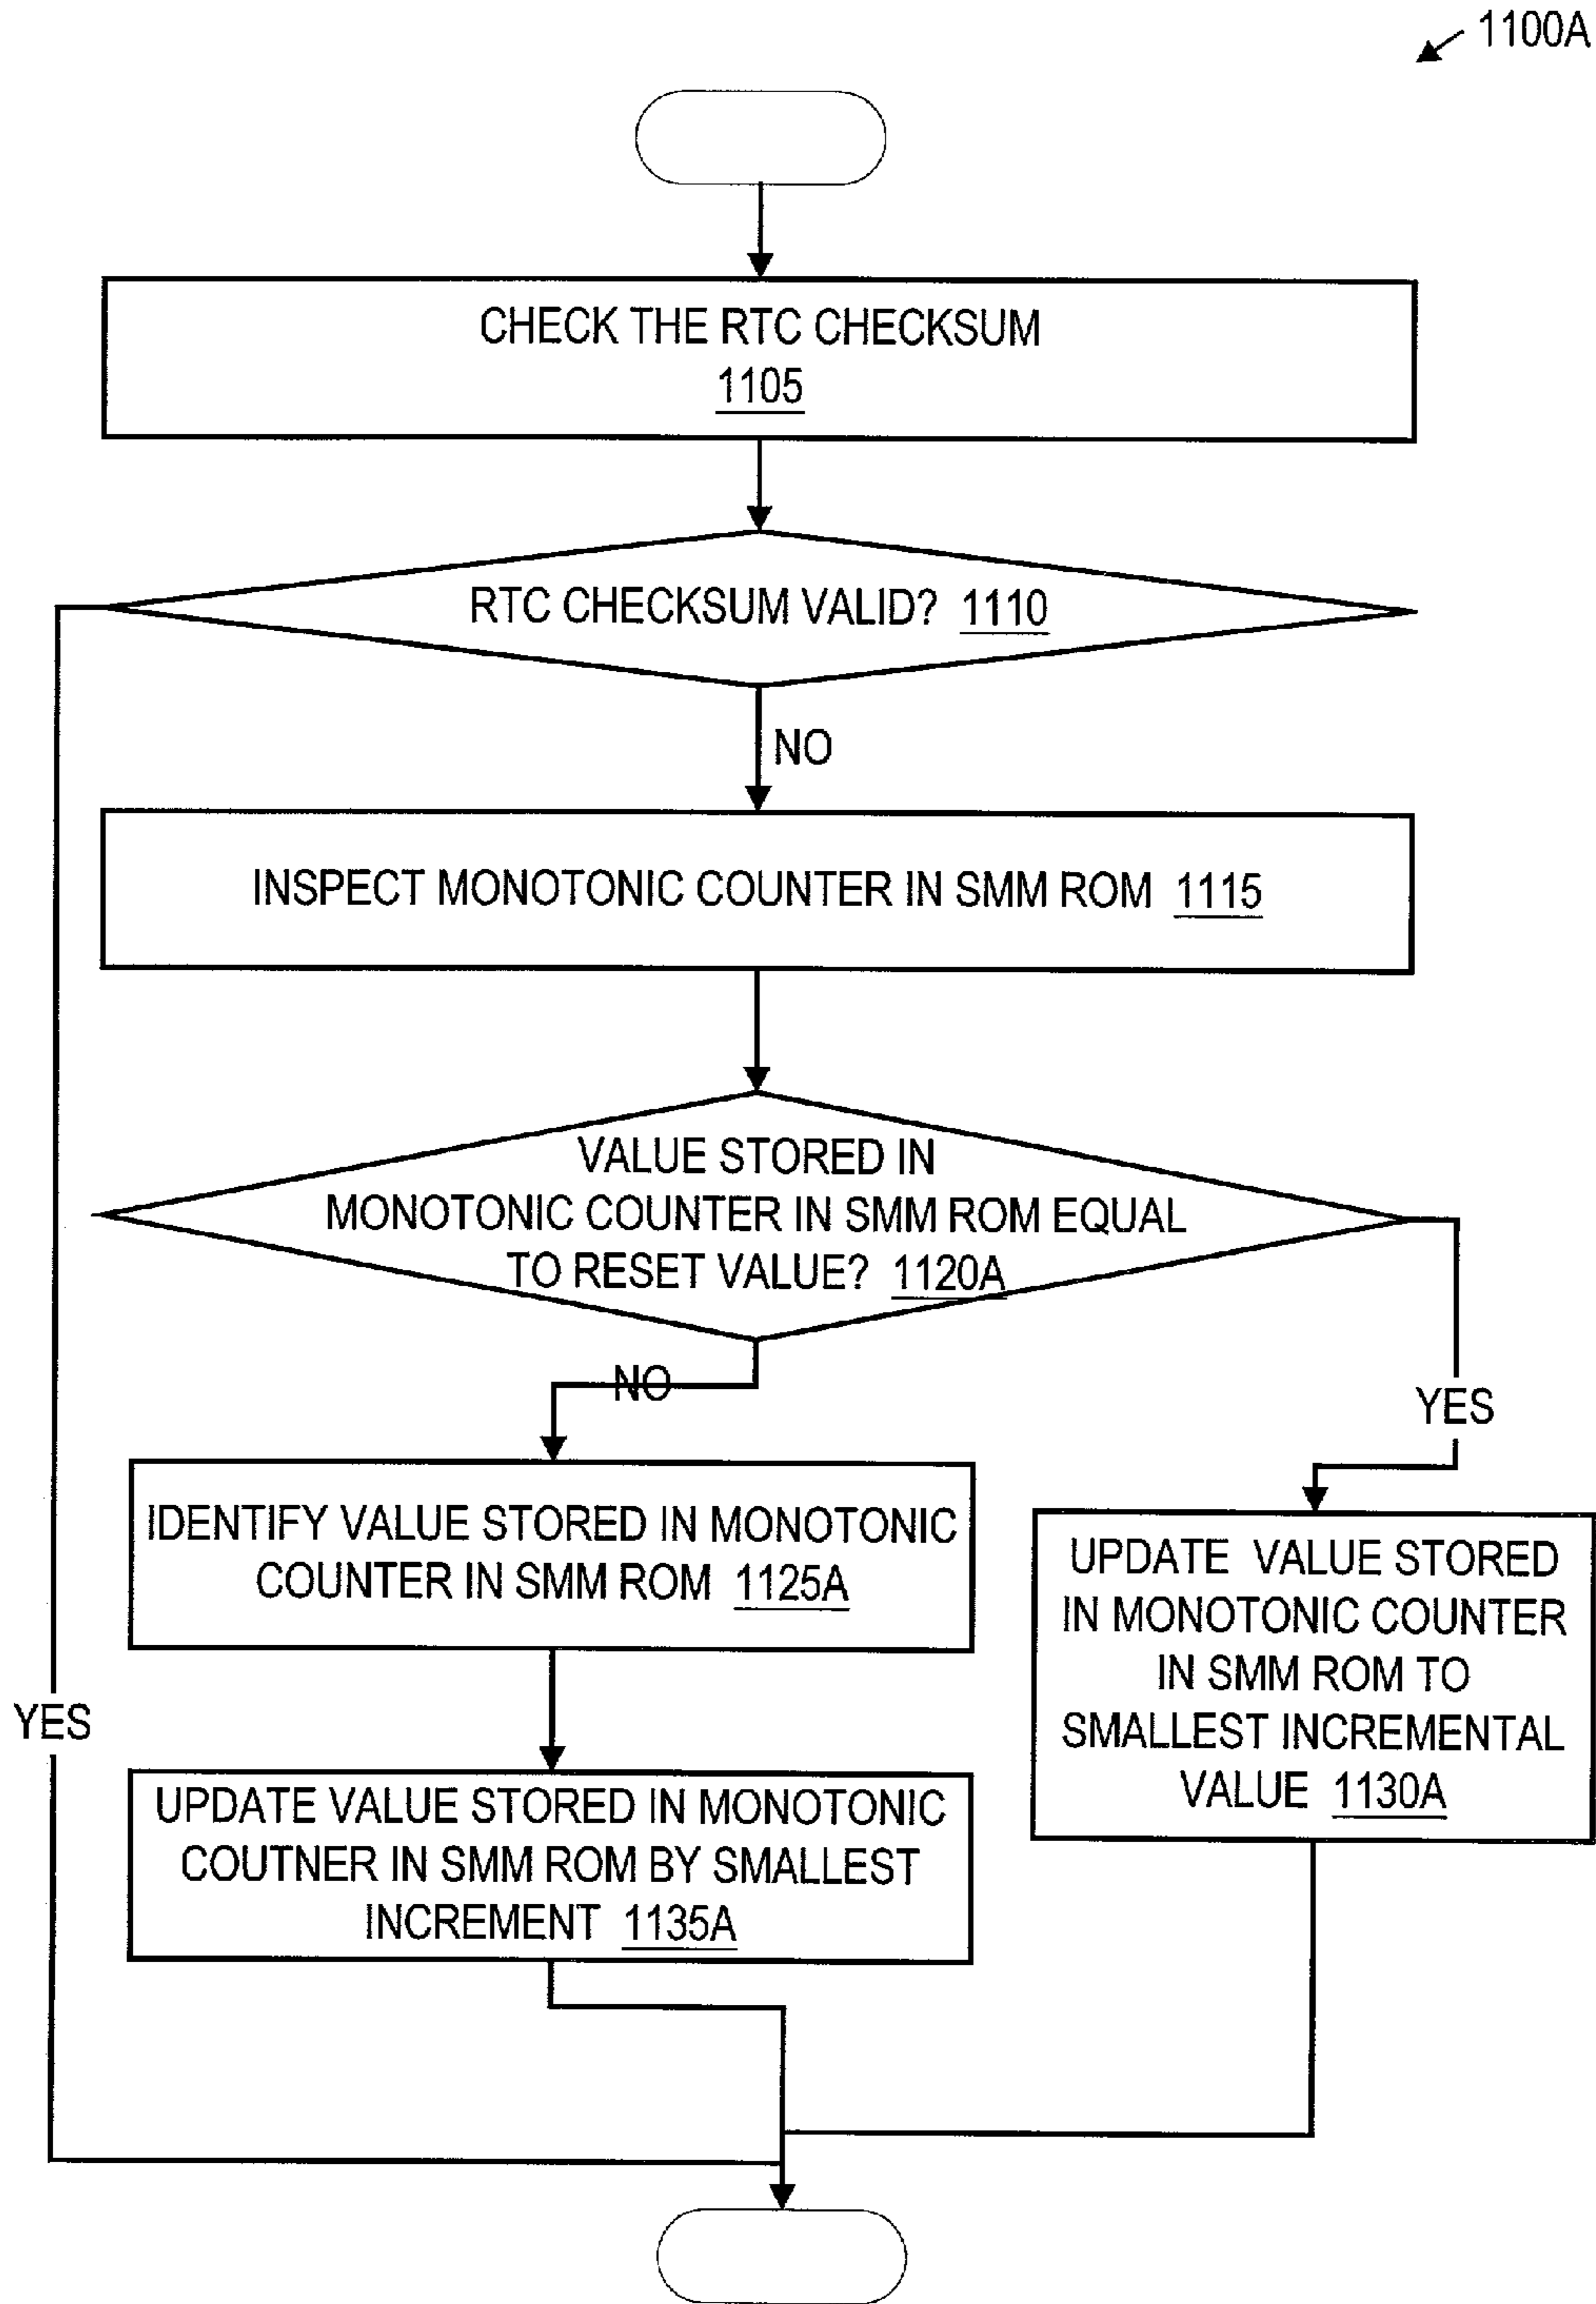 1100A
CHECK THE RTC CHECKSUM
1105
RTC CHECKSUM VALID? 1110
NO
INSPECT MONOTONIC COUNTER IN SMM ROM 1115
VALUE STORED IN
MONOTONIC COUNTER IN SMM ROM EQUAL
TO RESET VALUE? 1120A
NO
YES
IDENTIFY VALUE STORED IN MONOTONIC
COUNTER IN SMM ROM 1125A
UPDATE VALUE STORED
IN MONOTONIC COUNTER
IN SMM ROM TO
SMALLEST INCREMENTAL
VALUE 1130A
YES
UPDATE VALUE STORED IN MONOTONIC
COUTNER IN SMM ROM BY SMALLEST
INCREMENT 1135A